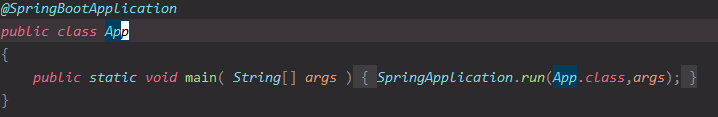 @SpringBootApplication
public class App
{
    public static void main( String[] args ) { SpringApplication.run(App.class,args); }
}